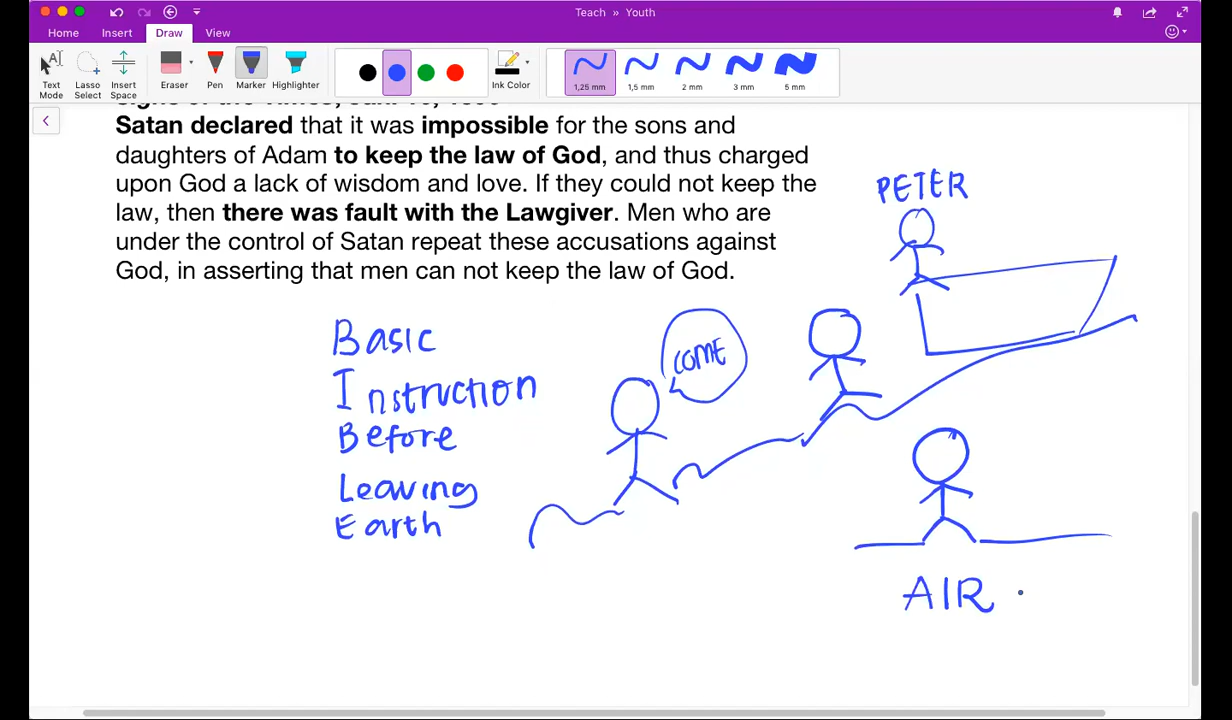 Teach » Youth
Home Insert Draw View
Text Mode
Lasso Select
Insert Space
Eraser
Pen
Marker
Highlighter
Ink Color
1,25 mm
1,5 mm
2 mm
3 mm
5 mm
Satan declared that it was impossible for the sons and
daughters of Adam to keep the law of God, and thus charged
upon God a lack of wisdom and love. If they could not keep the
law, then there was fault with the Lawgiver. Men who are
under the control of Satan repeat these accusations against
God, in asserting that men can not keep the law of God.
PETER
Basic
Instruction
Before
Leaving
Earth
COME
AIR